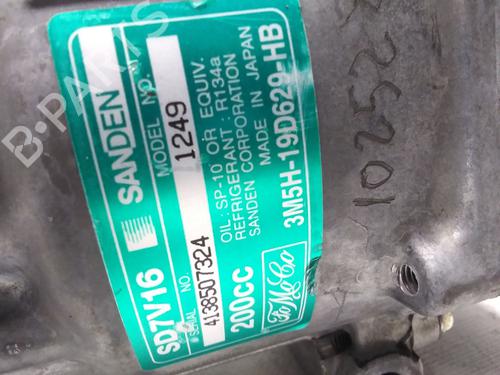 SANDEN
SD7V16
MODEL NO.
1249
* SERIAL NO.
4138507324
OIL: SP-10 OR EQUIV.
REFRIGERANT: R134a
SANDEN CORPORATION
MADE IN JAPAN
200CC
FoMoCo
3M5H-19D629-HB
10252
B-PARTS